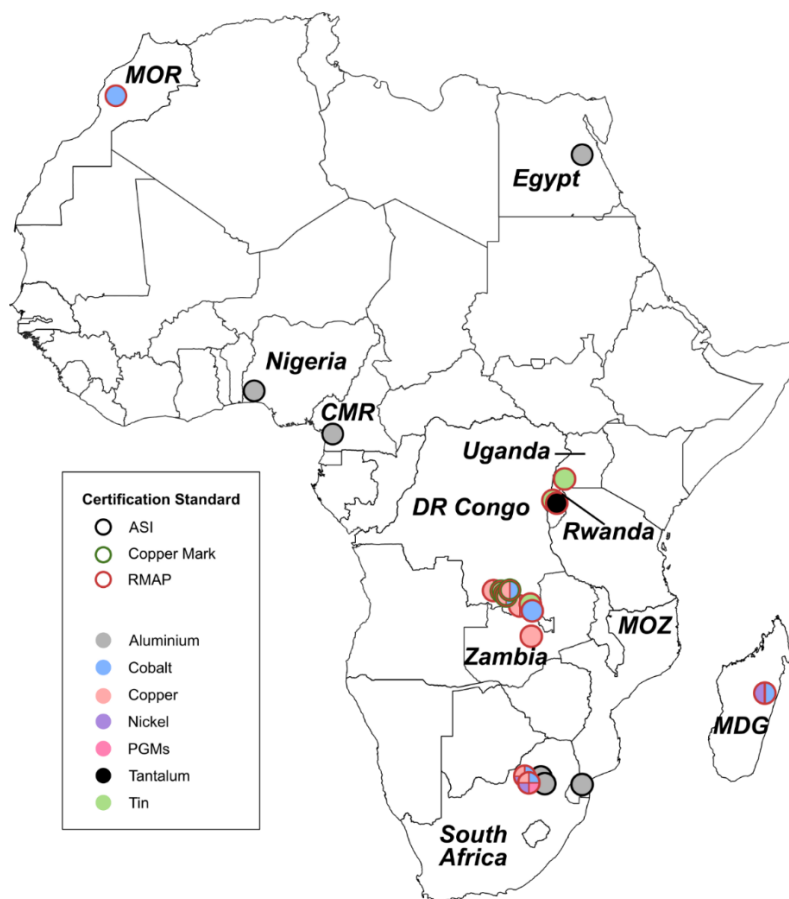 MOR
Egypt
Nigeria
CMR
Uganda
DR Congo
Rwanda
MOZ
Zambia
MDG
South
Africa
Certification Standard
ASI
Copper Mark
RMAP
Aluminium
Cobalt
Copper
Nickel
PGMs
Tantalum
Tin